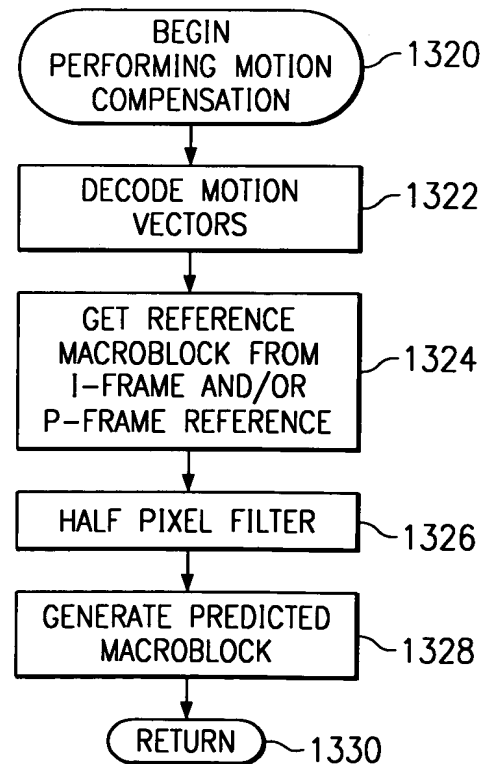 BEGIN
PERFORMING MOTION
COMPENSATION
1320
DECODE MOTION
VECTORS
1322
GET REFERENCE
MACROBLOCK FROM
I-FRAME AND/OR
P-FRAME REFERENCE
1324
HALF PIXEL FILTER
1326
GENERATE PREDICTED
MACROBLOCK
1328
RETURN
1330